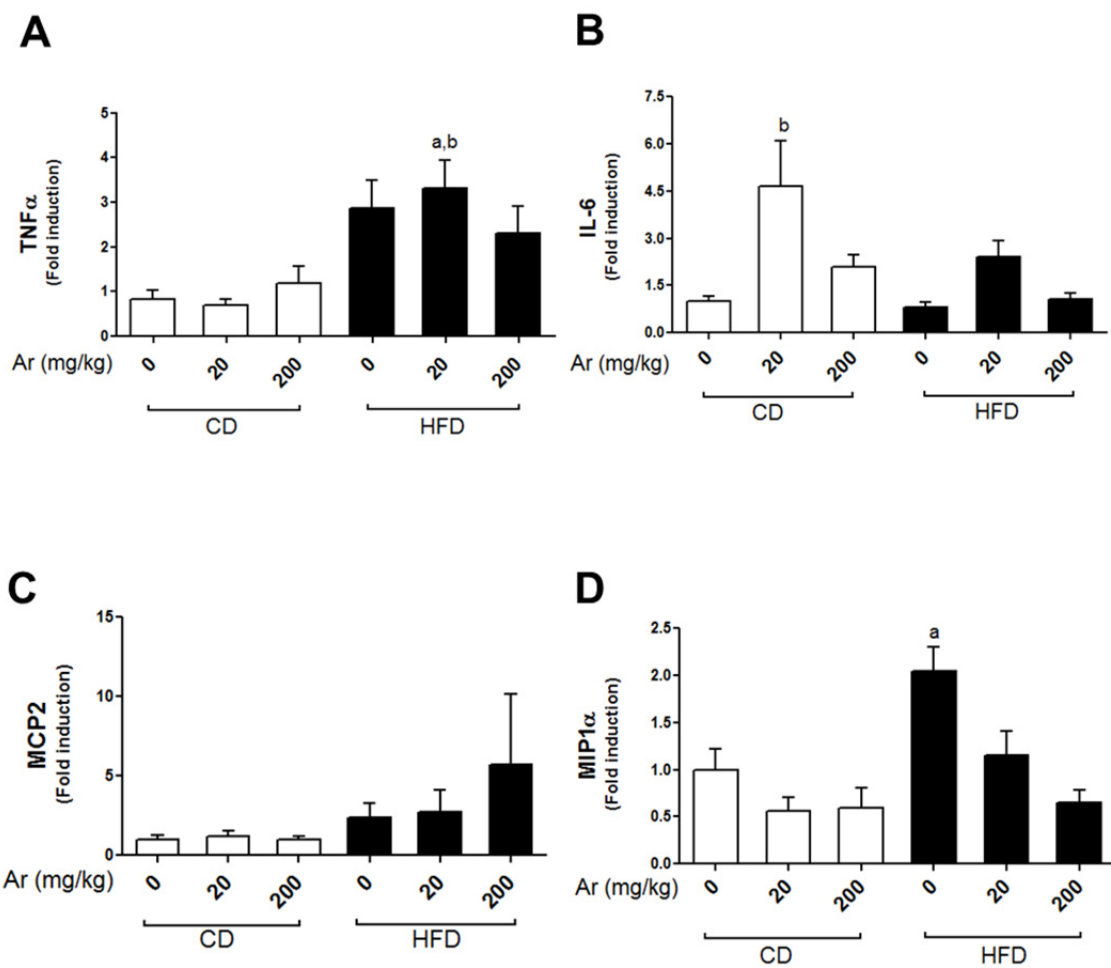 A
TNFα
(Fold induction)
5
4
3
2
1
0
a,b
Ar (mg/kg)
0 20 200 0 20 200
CD HFD
B
IL-6
(Fold induction)
7.5
6.0
4.5
3.0
1.5
0.0
b
Ar (mg/kg)
0 20 200 0 20 200
CD HFD
C
MCP2
(Fold induction)
15
10
5
0
Ar (mg/kg)
0 20 200 0 20 200
CD HFD
D
MIP1α
(Fold induction)
2.5
2.0
1.5
1.0
0.5
0.0
a
Ar (mg/kg)
0 20 200 0 20 200
CD HFD